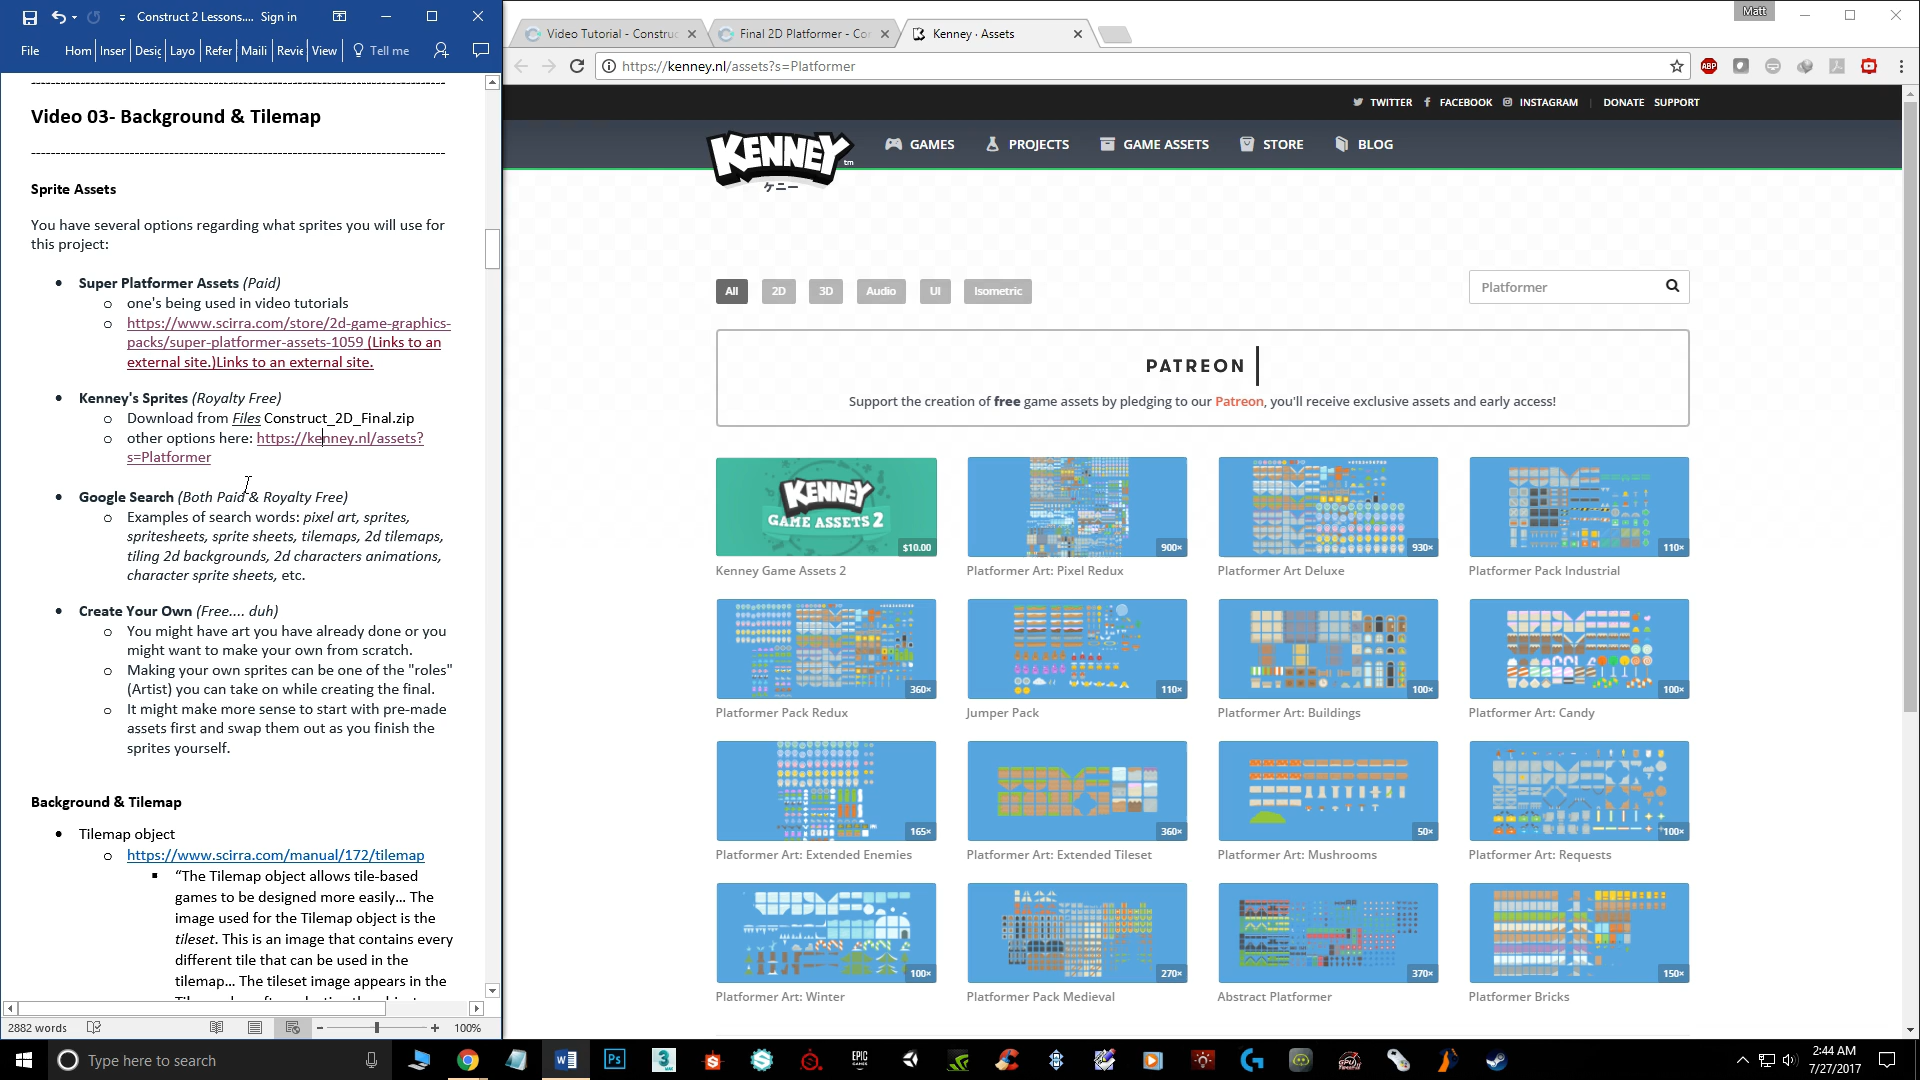 Construct 2 Lessons.... Sign in
File Hom Inser Desic Layo Refer Maili Revie View Tell me
Video 03- Background & Tilemap
Sprite Assets
You have several options regarding what sprites you will use for
this project:
Super Platformer Assets (Paid)
one's being used in video tutorials
https://www.scirra.com/store/2d-game-graphics-
packs/super-platformer-assets-1059 (Links to an
external site.)Links to an external site.
Kenney's Sprites (Royalty Free)
Download from Files Construct_2D_Final.zip
other options here: https://kenney.nl/assets?
s=Platformer
Google Search (Both Paid & Royalty Free)
Examples of search words: pixel art, sprites,
spritesheets, sprite sheets, tilemaps, 2d tilemaps,
tiling 2d backgrounds, 2d characters animations,
character sprite sheets, etc.
Create Your Own (Free.... duh)
You might have art you have already done or you
might want to make your own from scratch.
Making your own sprites can be one of the "roles"
(Artist) you can take on while creating the final.
It might make more sense to start with pre-made
assets first and swap them out as you finish the
sprites yourself.
Background & Tilemap
Tilemap object
https://www.scirra.com/manual/172/tilemap
“The Tilemap object allows tile-based
games to be designed more easily… The
image used for the Tilemap object is the
tileset. This is an image that contains every
different tile that can be used in the
tilemap… The tileset image appears in the
2882 words
100%
Matt
Video Tutorial - Construc
Final 2D Platformer - Con
Kenney · Assets
https://kenney.nl/assets?s=Platformer
ABP
TWITTER FACEBOOK INSTAGRAM | DONATE SUPPORT
KENNEY TM
ケニー
GAMES PROJECTS GAME ASSETS STORE BLOG
All 2D 3D Audio UI Isometric
Platformer
PATREON
Support the creation of free game assets by pledging to our Patreon, you'll receive exclusive assets and early access!
KENNEY
GAME ASSETS 2
$10.00 900× 930× 110×
Kenney Game Assets 2 Platformer Art: Pixel Redux Platformer Art Deluxe Platformer Pack Industrial
360× 110× 100× 100×
Platformer Pack Redux Jumper Pack Platformer Art: Buildings Platformer Art: Candy
165× 360× 50× 100×
Platformer Art: Extended Enemies Platformer Art: Extended Tileset Platformer Art: Mushrooms Platformer Art: Requests
100× 270× 370× 150×
Platformer Art: Winter Platformer Pack Medieval Abstract Platformer Platformer Bricks
Type here to search
Ps
3
EPIC GAMES
2:44 AM
7/27/2017